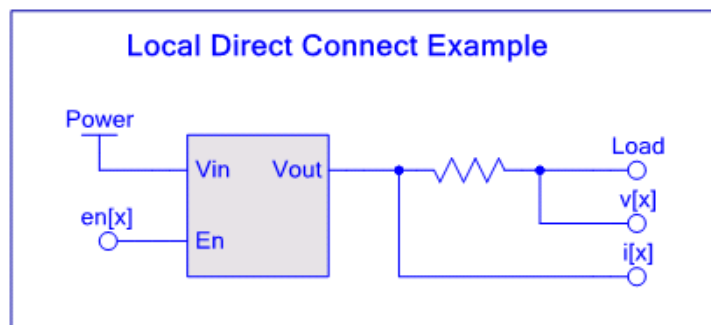 Local Direct Connect Example
Power
Load
Vin
Vout
v[x]
en[x]
En
i[x]